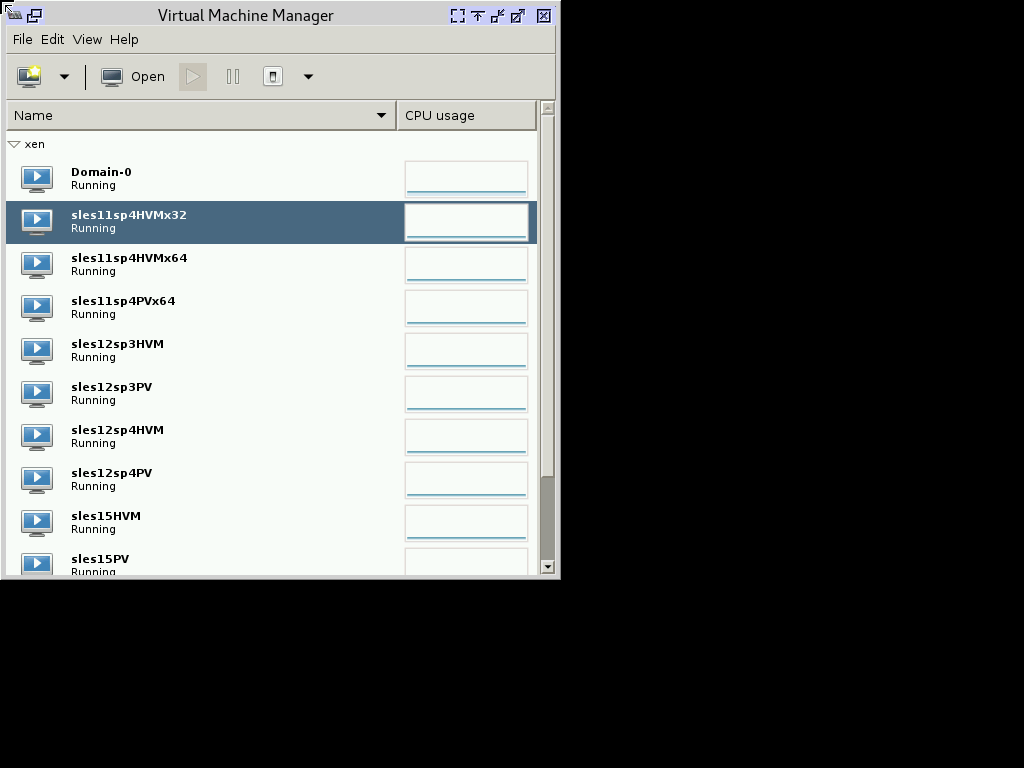 Virtual Machine Manager
File Edit View Help
Open
Name CPU usage
xen
Domain-0
Running
sles11sp4HVMx32
Running
sles11sp4HVMx64
Running
sles11sp4PVx64
Running
sles12sp3HVM
Running
sles12sp3PV
Running
sles12sp4HVM
Running
sles12sp4PV
Running
sles15HVM
Running
sles15PV
Running